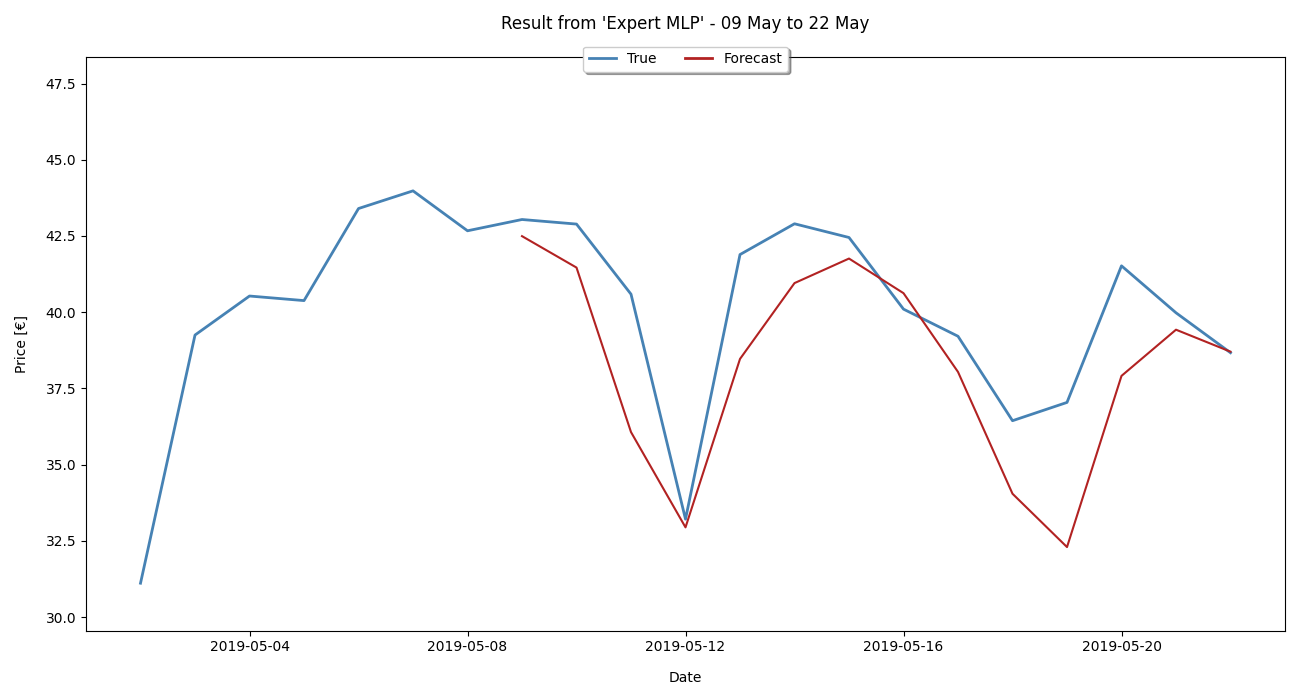 Result from 'Expert MLP' - 09 May to 22 May
True Forecast
47.5
45.0
42.5
40.0
37.5
35.0
32.5
30.0
Price [€]
2019-05-04 2019-05-08 2019-05-12 2019-05-16 2019-05-20
Date